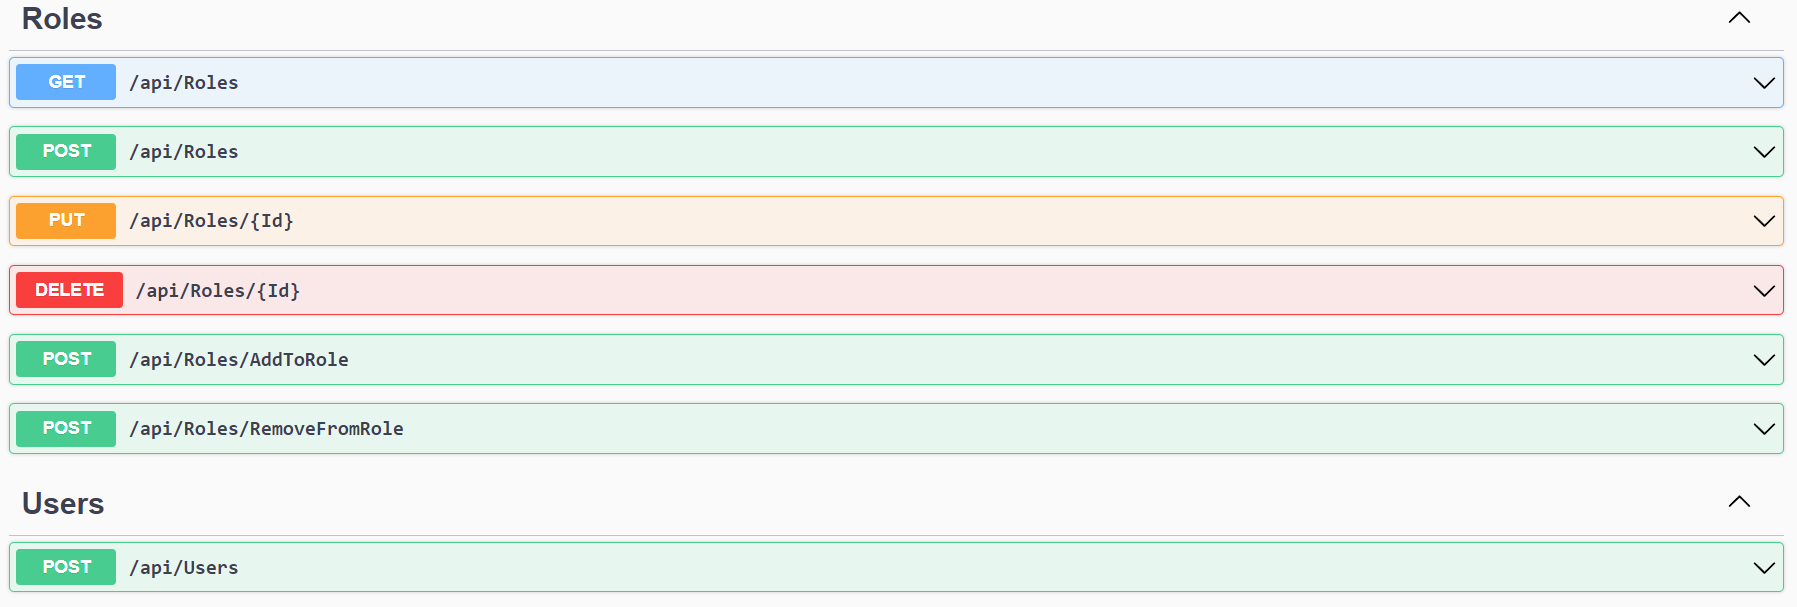 Roles
GET /api/Roles
POST /api/Roles
PUT /api/Roles/{Id}
DELETE /api/Roles/{Id}
POST /api/Roles/AddToRole
POST /api/Roles/RemoveFromRole
Users
POST /api/Users